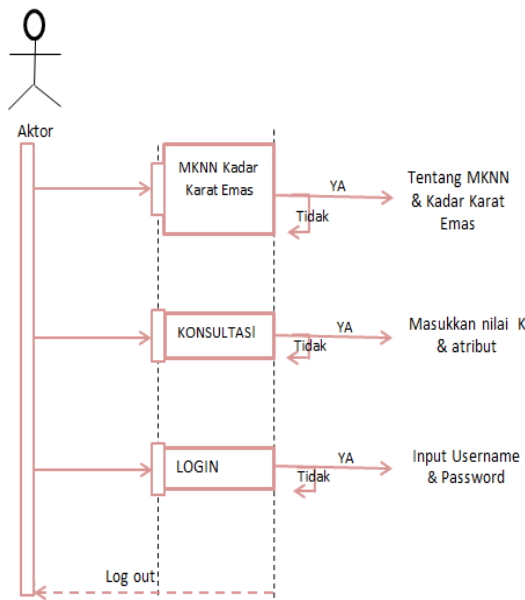 Aktor
MKNN Kadar
Karat Emas
YA
Tidak
Tentang MKNN
& Kadar Karat
Emas
KONSULTASI
YA
Tidak
Masukkan nilai K
& atribut
LOGIN
YA
Tidak
Input Username
& Password
Log out